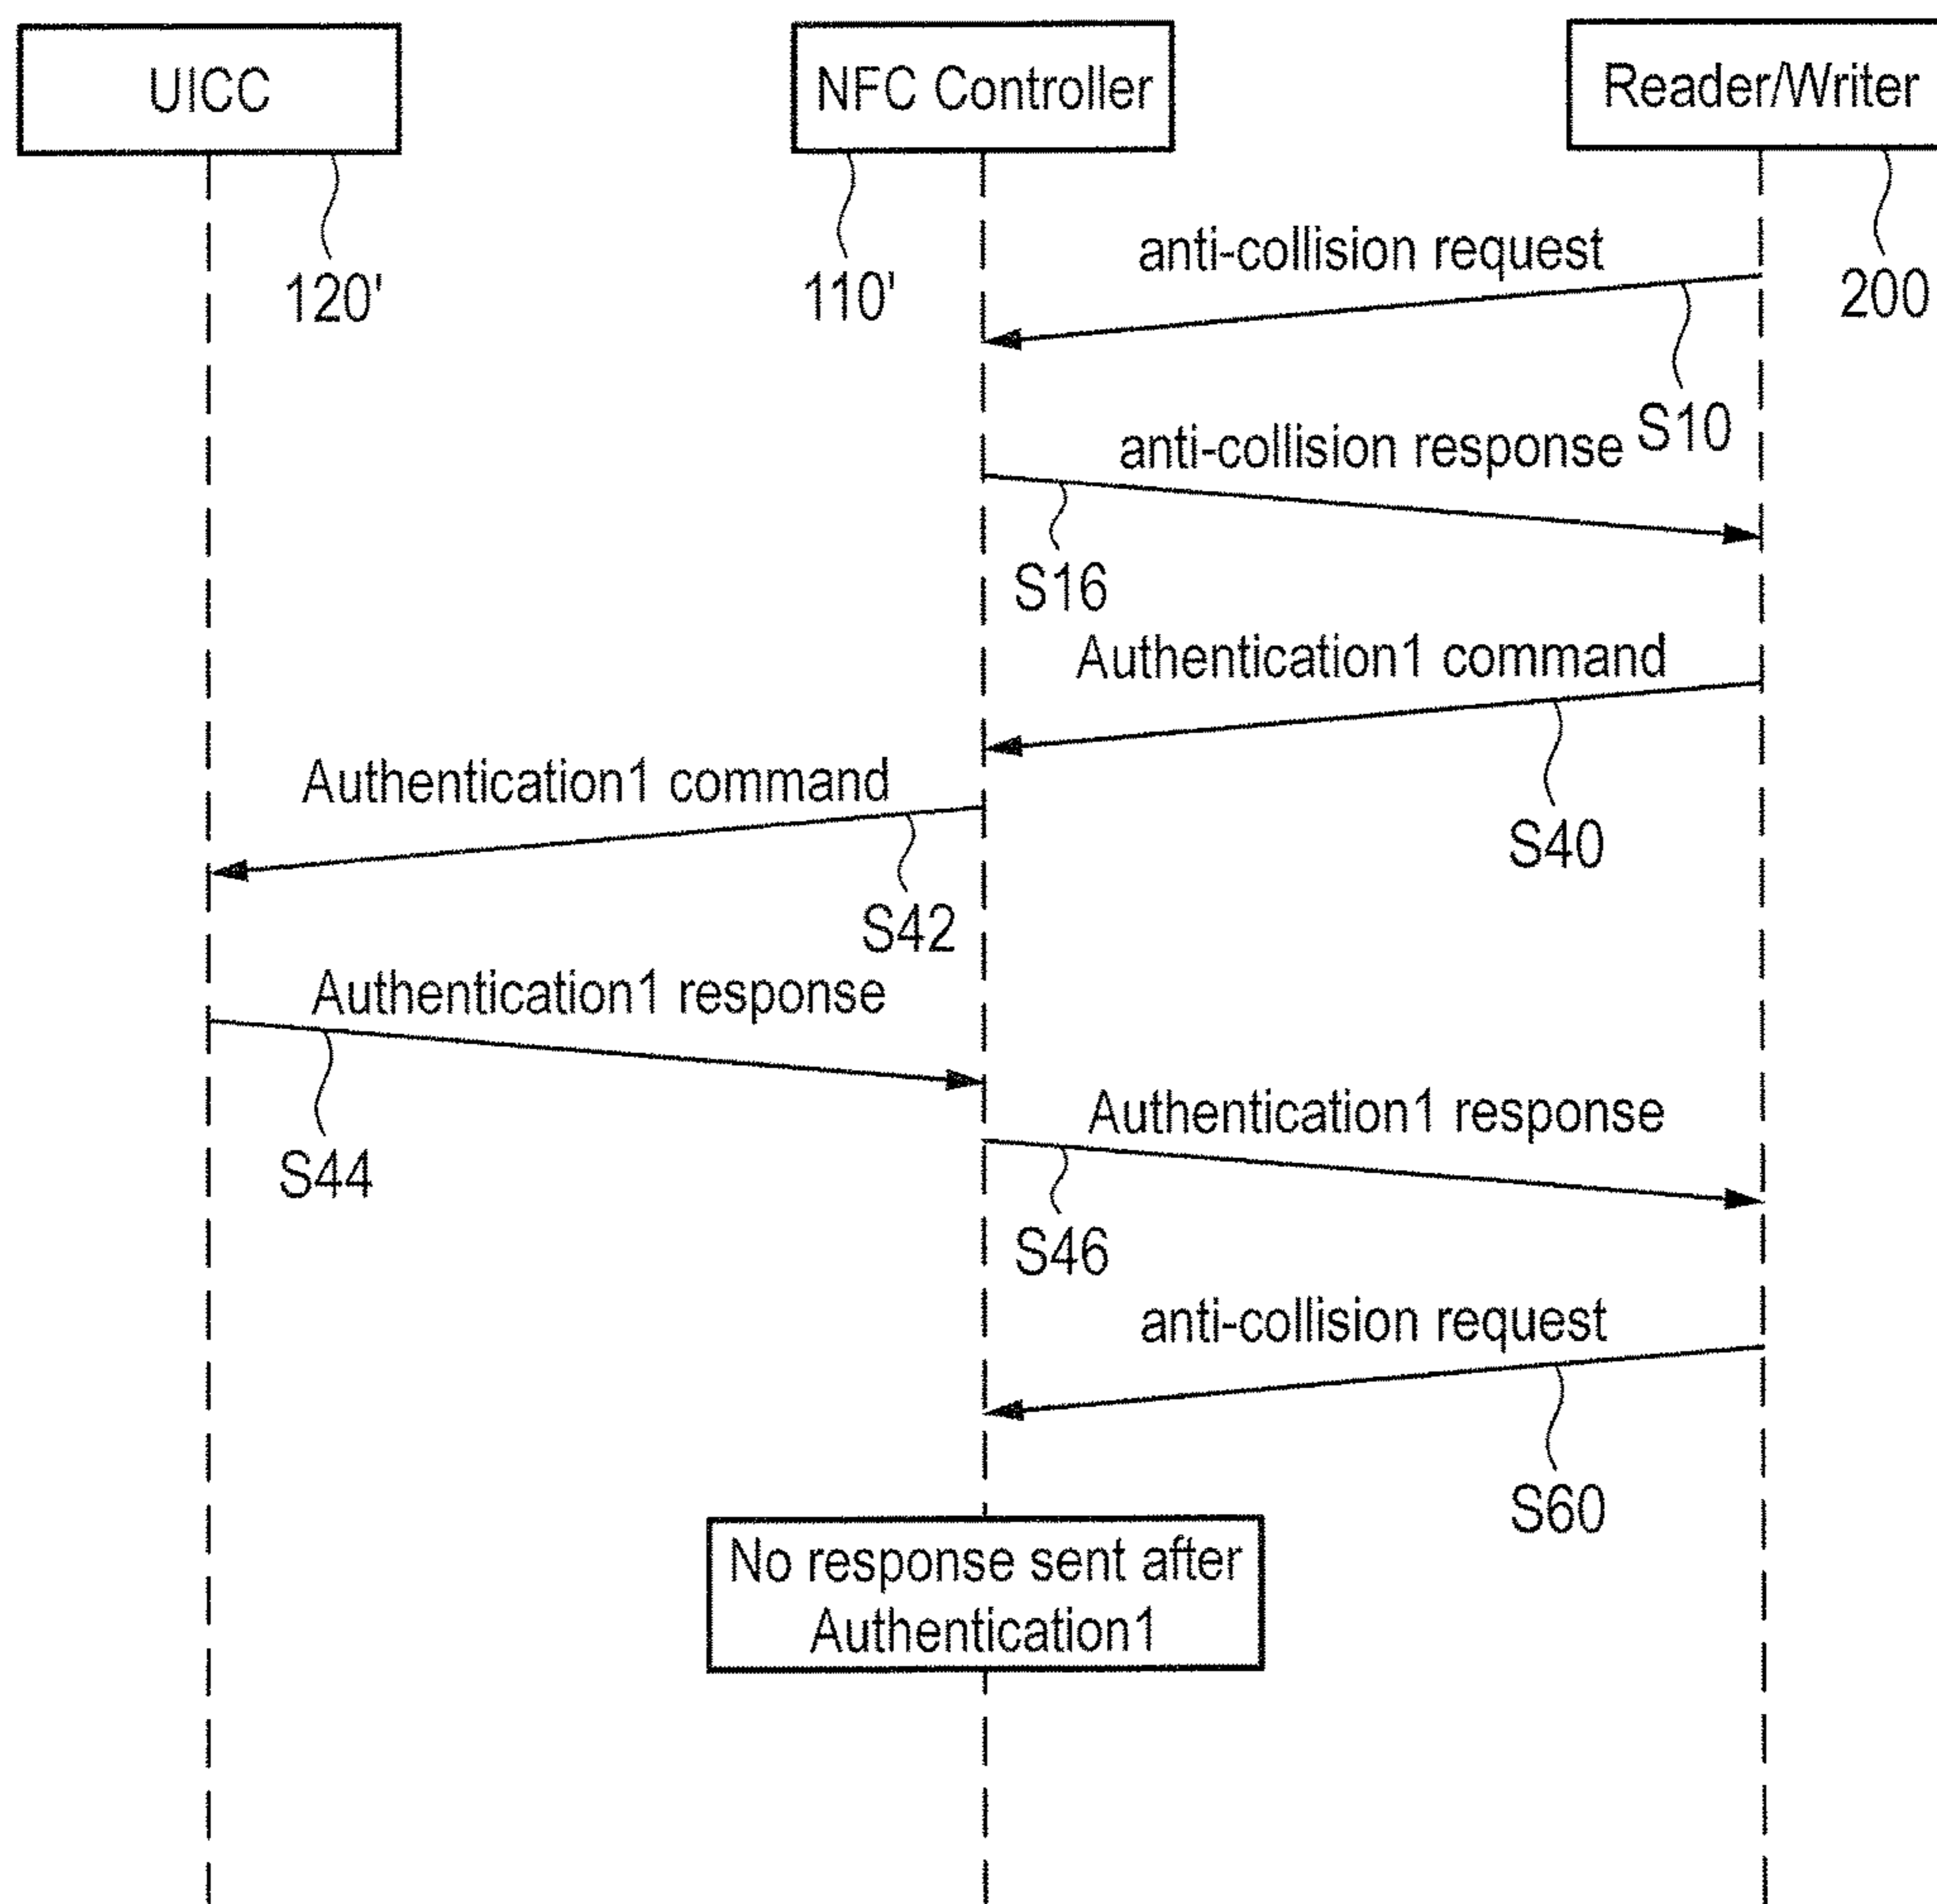 UICC
NFC Controller
Reader/Writer
120'
110'
200
anti-collision request
S10
anti-collision response
S16
Authentication1 command
S40
Authentication1 command
S42
Authentication1 response
S44
Authentication1 response
S46
anti-collision request
S60
No response sent after
Authentication1